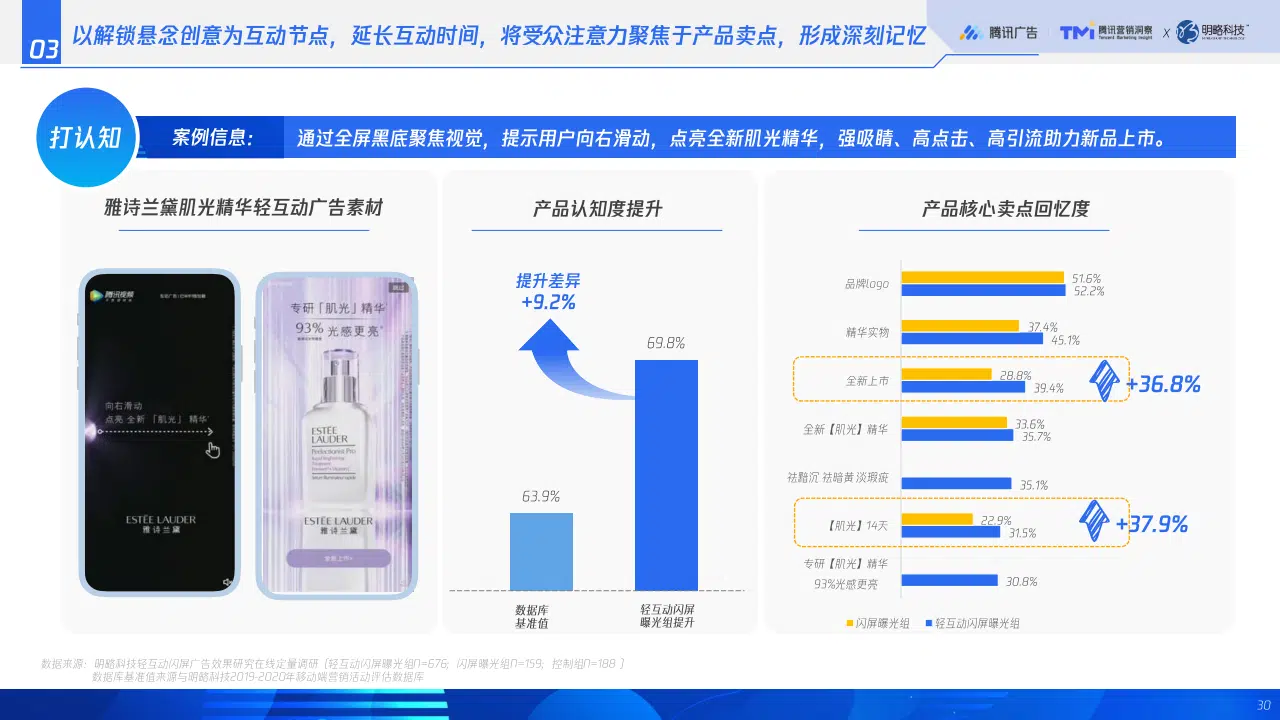 03
以解锁悬念创意为互动节点，延长互动时间，将受众注意力聚焦于产品卖点，形成深刻记忆
腾讯广告
TMI 腾讯营销洞察
Tencent Marketing Insight
X
明略科技
打认知
案例信息：
通过全屏黑底聚焦视觉，提示用户向右滑动，点亮全新肌光精华，强吸睛、高点击、高引流助力新品上市。
雅诗兰黛肌光精华轻互动广告素材
腾讯视频
向右滑动
点亮 全新 「肌光」 精华
ESTĒE LAUDER
雅诗兰黛
专研「肌光」精华
93% 光感更亮
ESTĒE
LAUDER
Perfectionist Pro
ESTĒE LAUDER
雅诗兰黛
产品认知度提升
提升差异
+9.2%
69.8%
63.9%
数据库
基准值
轻互动闪屏
曝光组提升
产品核心卖点回忆度
品牌logo
51.6%
52.2%
精华实物
37.4%
45.1%
全新上市
28.8%
39.4%
+36.8%
全新【肌光】精华
33.6%
35.7%
祛黯沉 祛暗黄 淡瑕疵
35.1%
【肌光】14天
22.9%
31.5%
+37.9%
专研【肌光】精华
93%光感更亮
30.8%
闪屏曝光组
轻互动闪屏曝光组
数据来源：明略科技轻互动闪屏广告效果研究在线定量调研（轻互动闪屏曝光组N=676；闪屏曝光组N=159；控制组N=188 ）
数据库基准值来源与明略科技2019-2020年移动端营销活动评估数据库
30